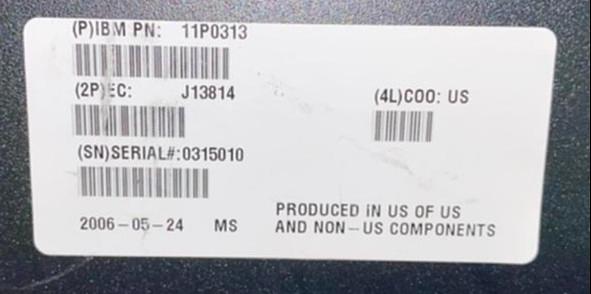 (P)IBM PN: 11P0313
(2P)EC: J13814
(4L)COO: US
(SN)SERIAL#:0315010
2006-05-24 MS
PRODUCED IN US OF US
AND NON-US COMPONENTS